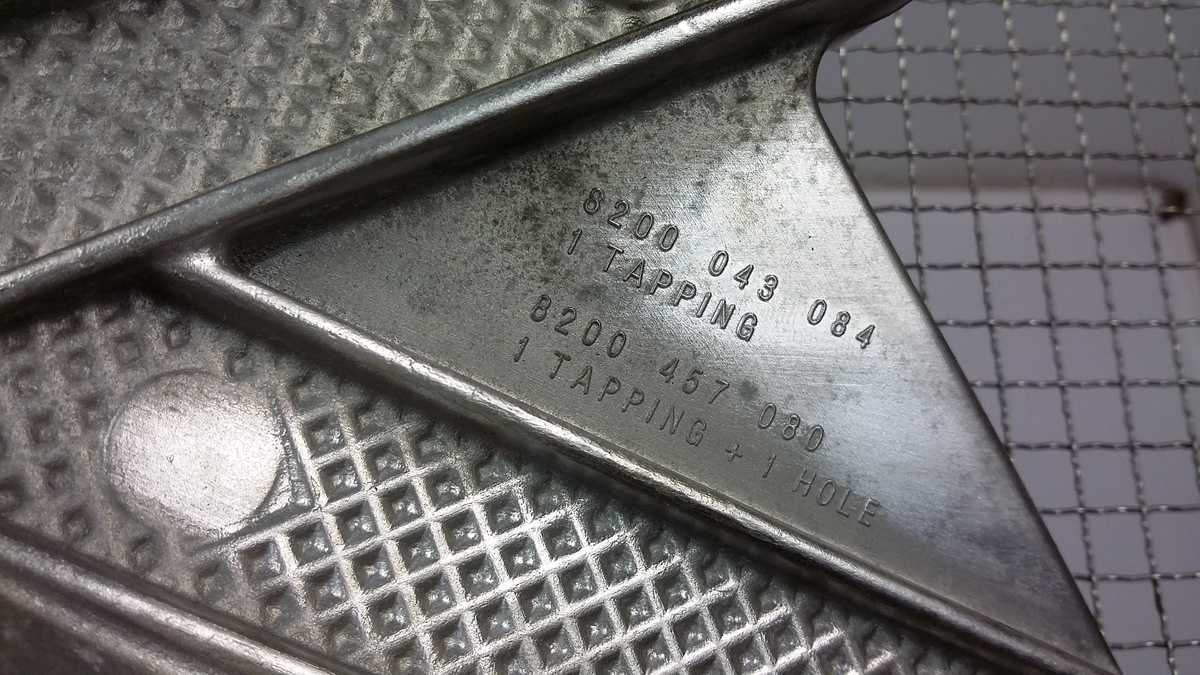 8200 043 084
1 TAPPING
8200 457 080
1 TAPPING + 1 HOLE